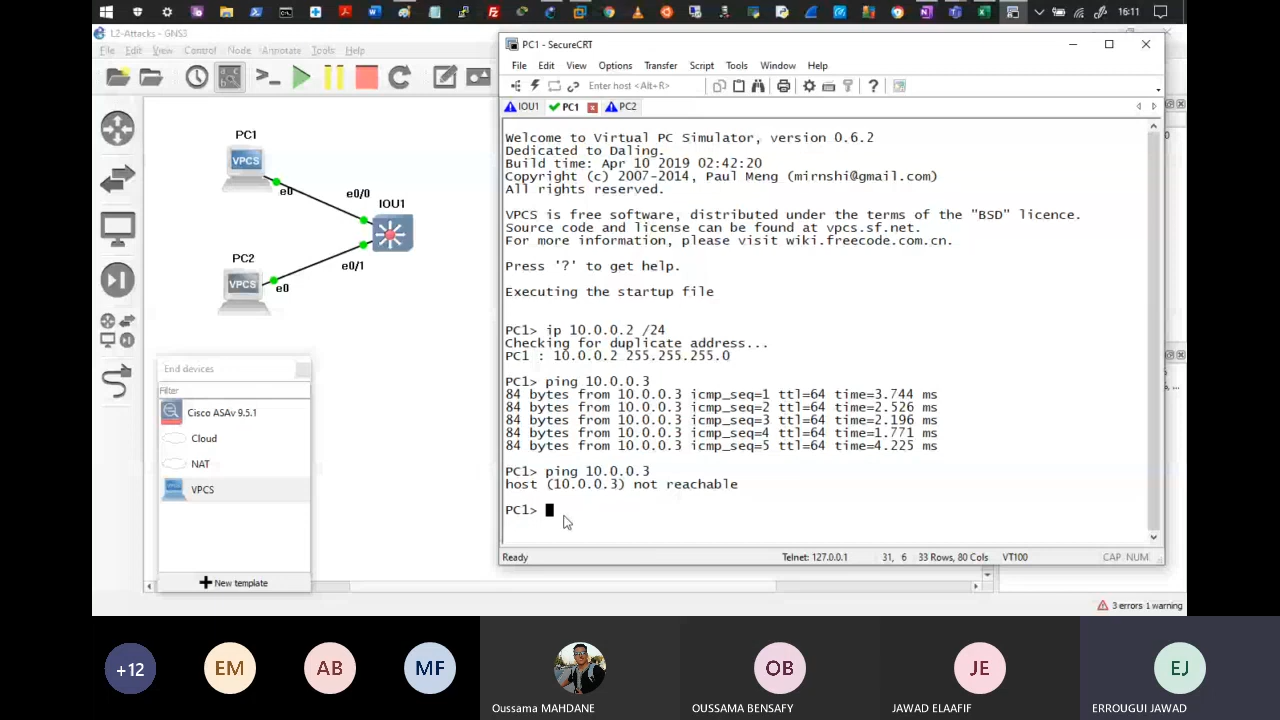 16:11
L2-Attacks - GNS3
File Edit View Control Node Annotate Tools Help
PC1
VPCS
e0
e0/0
IOU1
PC2
VPCS
e0/1
e0
End devices
Filter
Cisco ASAv 9.5.1
Cloud
NAT
VPCS
New template
PC1 - SecureCRT
File Edit View Options Transfer Script Tools Window Help
Enter host <Alt+R>
IOU1 PC1 PC2
Welcome to Virtual PC Simulator, version 0.6.2
Dedicated to Daling.
Build time: Apr 10 2019 02:42:20
Copyright (c) 2007-2014, Paul Meng (mirnshi@gmail.com)
All rights reserved.
VPCS is free software, distributed under the terms of the "BSD" licence.
Source code and license can be found at vpcs.sf.net.
For more information, please visit wiki.freecode.com.cn.
Press '?' to get help.
Executing the startup file
PC1> ip 10.0.0.2 /24
Checking for duplicate address...
PC1 : 10.0.0.2 255.255.255.0
PC1> ping 10.0.0.3
84 bytes from 10.0.0.3 icmp_seq=1 ttl=64 time=3.744 ms
84 bytes from 10.0.0.3 icmp_seq=2 ttl=64 time=2.526 ms
84 bytes from 10.0.0.3 icmp_seq=3 ttl=64 time=2.196 ms
84 bytes from 10.0.0.3 icmp_seq=4 ttl=64 time=1.771 ms
84 bytes from 10.0.0.3 icmp_seq=5 ttl=64 time=4.225 ms
PC1> ping 10.0.0.3
host (10.0.0.3) not reachable
PC1>
Ready Telnet: 127.0.0.1 31, 6 33 Rows, 80 Cols VT100 CAP NUM
3 errors 1 warning
+12 EM AB MF OB JE EJ
Oussama MAHDANE OUSSAMA BENSAFY JAWAD ELAAFIF ERROUGUI JAWAD